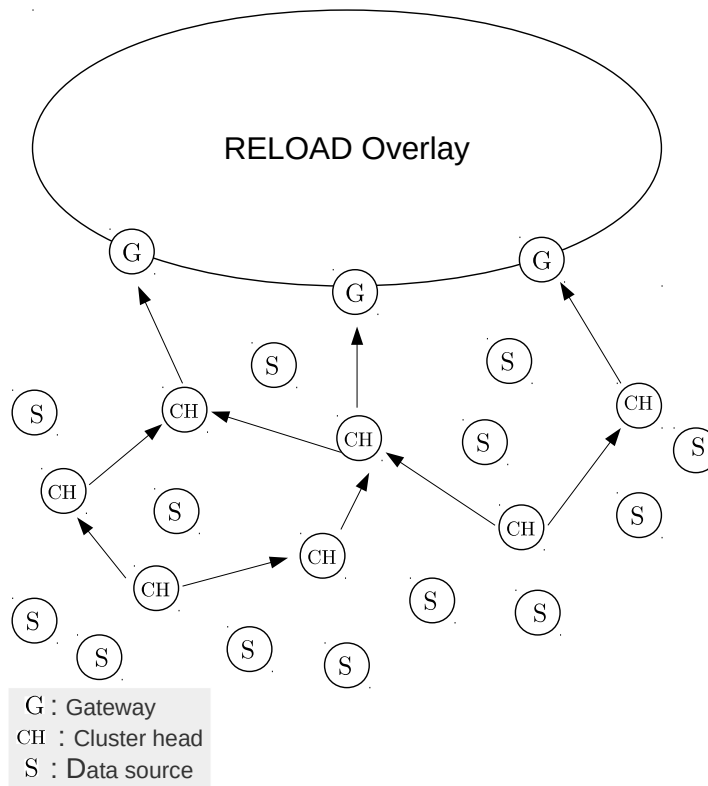 RELOAD Overlay
G
G
G
S
S
CH
S
CH
CH
S
S
CH
S
S
CH
CH
S
CH
S
S
S
S
S
S
G : Gateway
CH : Cluster head
S : Data source